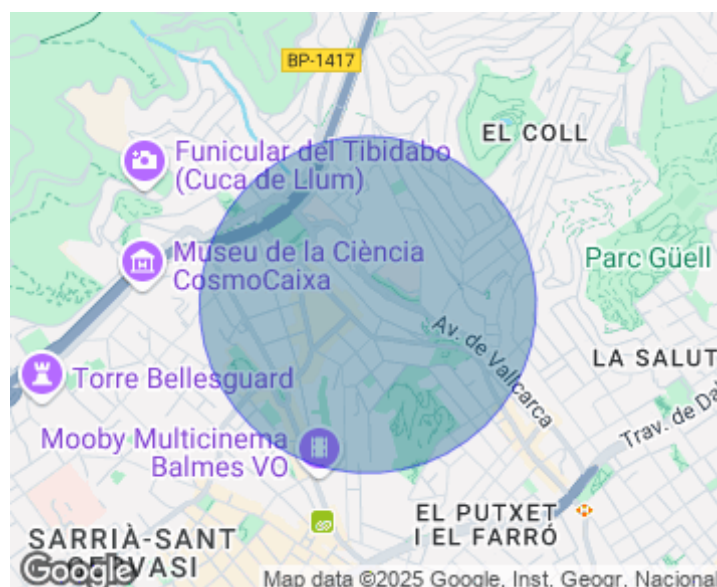 BP-1417
EL COLL
Funicular del Tibidabo
(Cuca de Llum)
Museu de la Ciència
CosmoCaixa
Parc Güell
Av. de Vallcarca
LA SALUT
Torre Bellesguard
Trav. de Da
Mooby Multicinema
Balmes VO
EL PUTXET
I EL FARRÓ
SARRIÀ-SANT
GERVASI
Google
Map data ©2025 Google, Inst. Geogr. Nacional